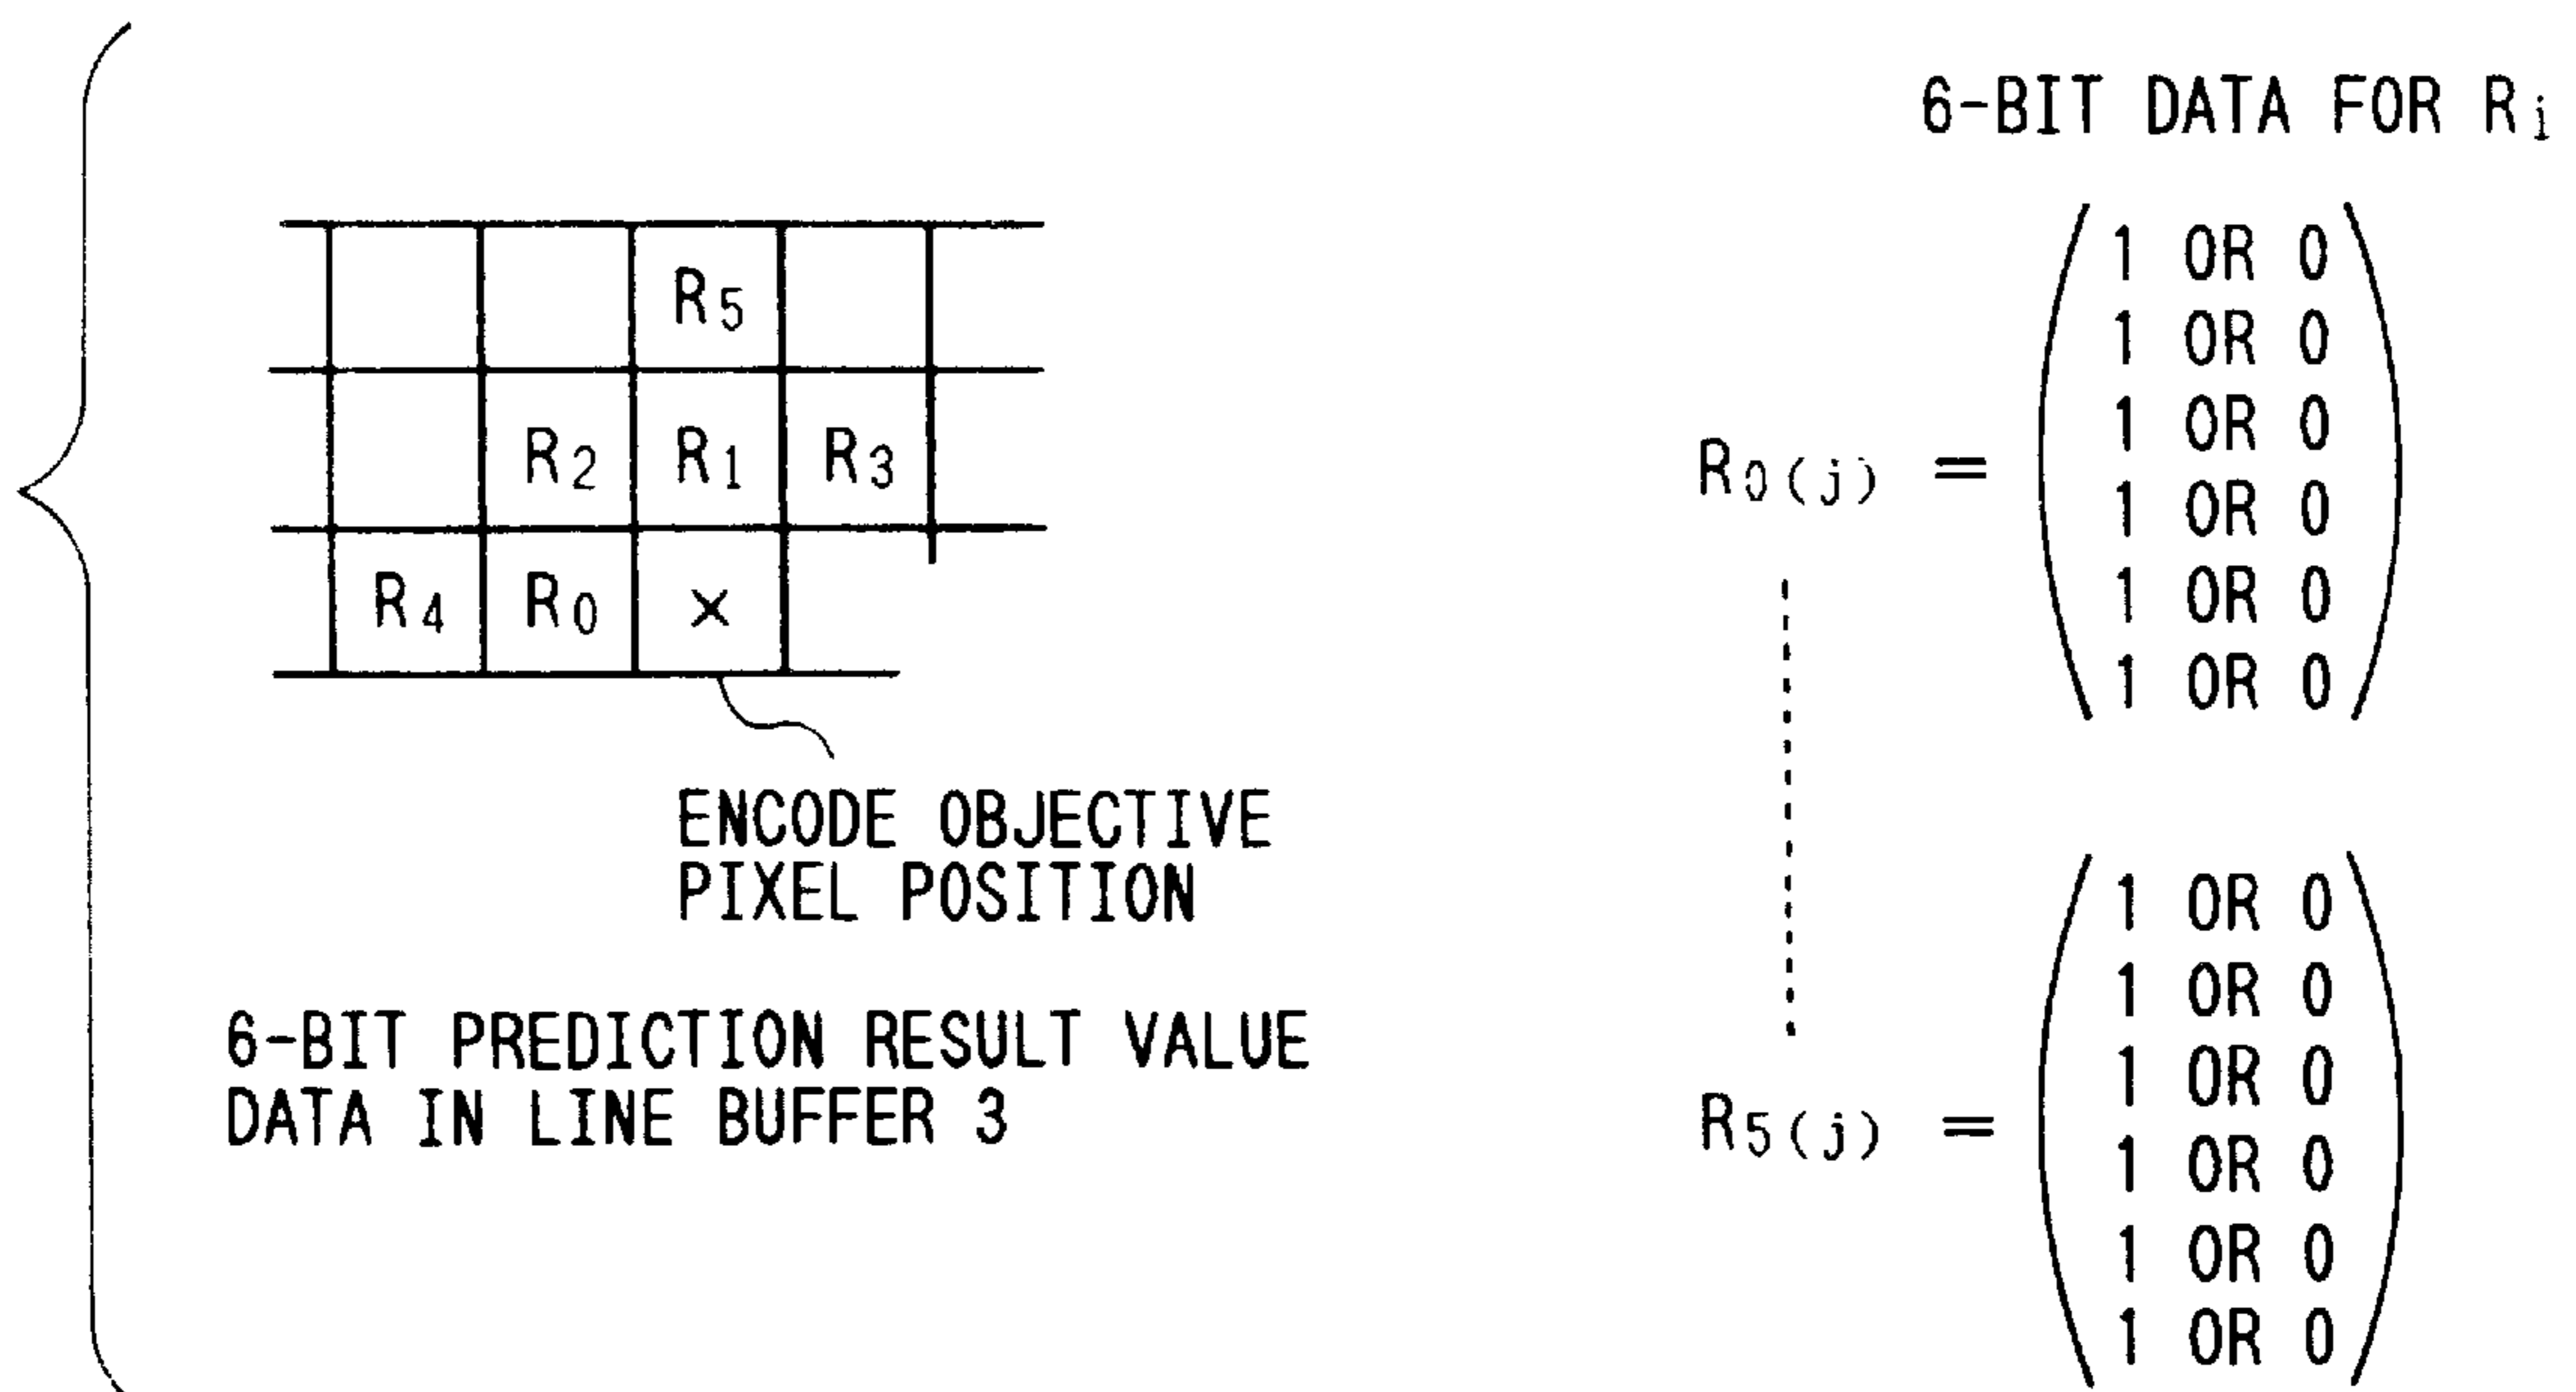 R5
R2 R1 R3
R4 R0 ×
ENCODE OBJECTIVE
PIXEL POSITION
6-BIT PREDICTION RESULT VALUE
DATA IN LINE BUFFER 3
6-BIT DATA FOR Ri
1 OR 0
1 OR 0
1 OR 0
R0(j) =
1 OR 0
1 OR 0
1 OR 0
1 OR 0
1 OR 0
1 OR 0
R5(j) =
1 OR 0
1 OR 0
1 OR 0